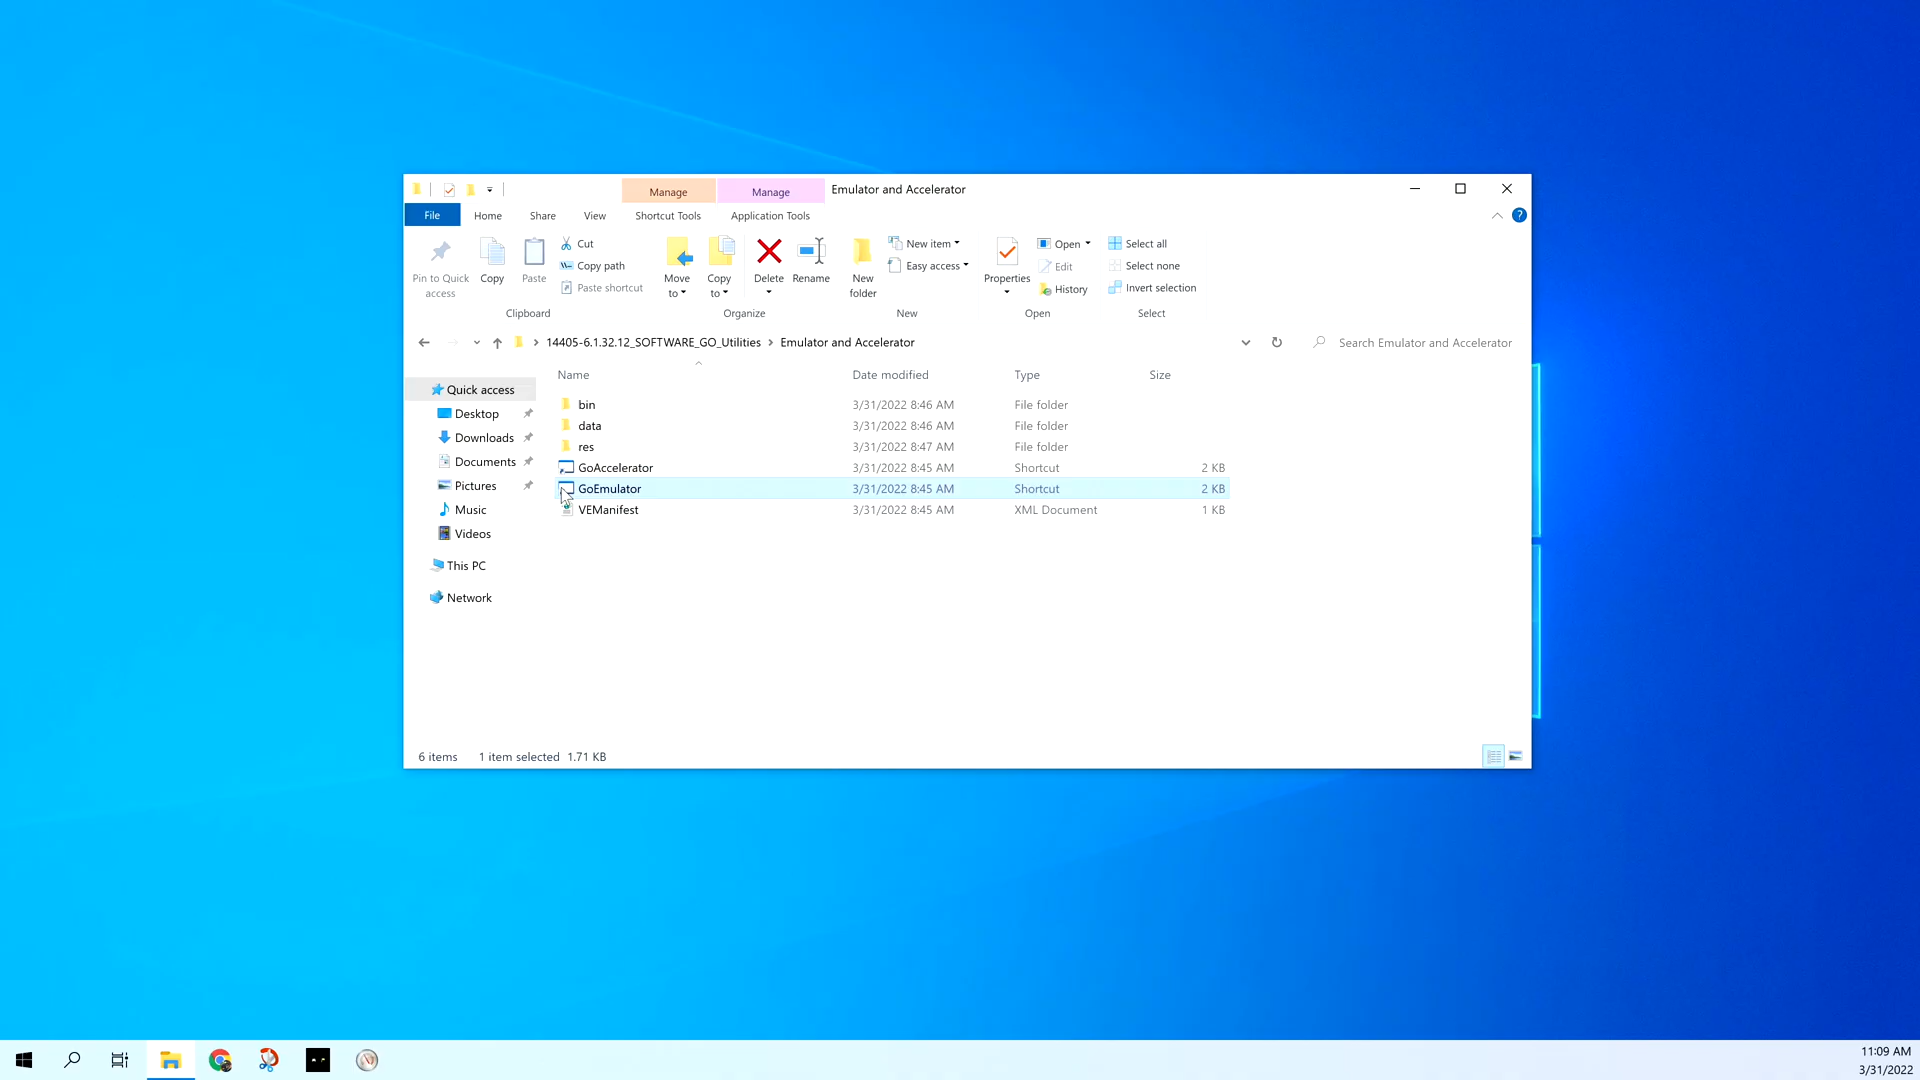 Manage
Manage
Emulator and Accelerator
File
Home
Share
View
Shortcut Tools
Application Tools
?
Pin to Quick access
Copy
Paste
Cut
Copy path
Paste shortcut
Clipboard
Move to
Copy to
Delete
Rename
Organize
New folder
New item
Easy access
New
Properties
Open
Edit
History
Open
Select all
Select none
Invert selection
Select
14405-6.1.32.12_SOFTWARE_GO_Utilities
Emulator and Accelerator
Search Emulator and Accelerator
Name Date modified Type Size
Quick access
Desktop
Downloads
Documents
Pictures
Music
Videos
This PC
Network
bin 3/31/2022 8:46 AM File folder
data 3/31/2022 8:46 AM File folder
res 3/31/2022 8:47 AM File folder
GoAccelerator 3/31/2022 8:45 AM Shortcut 2 KB
GoEmulator 3/31/2022 8:45 AM Shortcut 2 KB
VEManifest 3/31/2022 8:45 AM XML Document 1 KB
6 items 1 item selected 1.71 KB
11:09 AM
3/31/2022